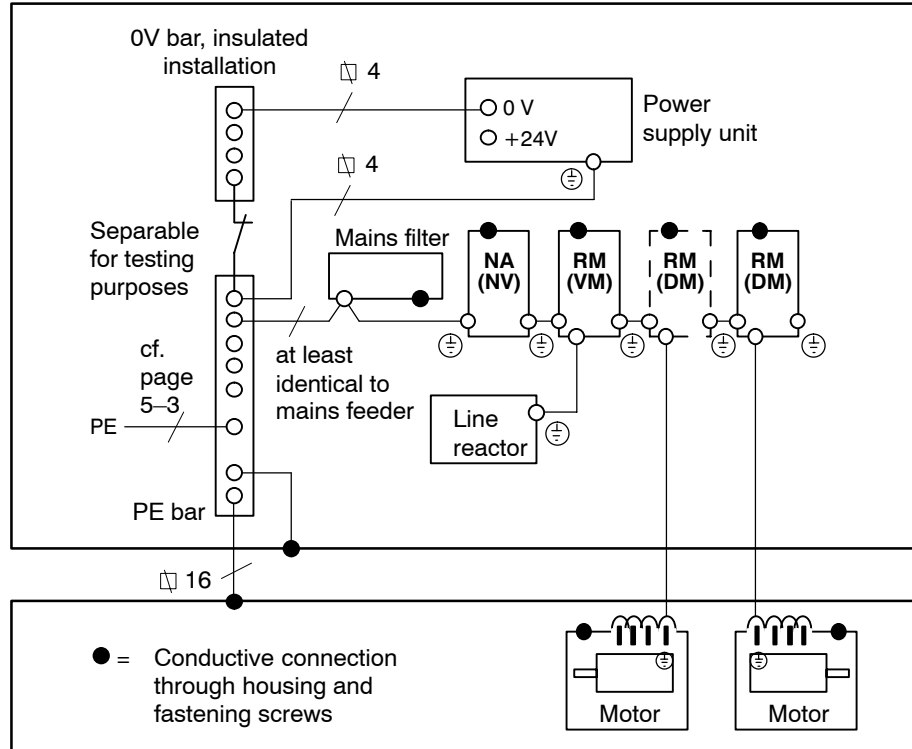 0V bar, insulated
installation
4
0 V
+24V
Power
supply unit
4
Separable
for testing
purposes
Mains filter
NA
(NV)
RM
(VM)
RM
(DM)
RM
(DM)
cf.
page
5–3
at least
identical to
mains feeder
PE
Line
reactor
PE bar
16
● = Conductive connection
through housing and
fastening screws
Motor
Motor